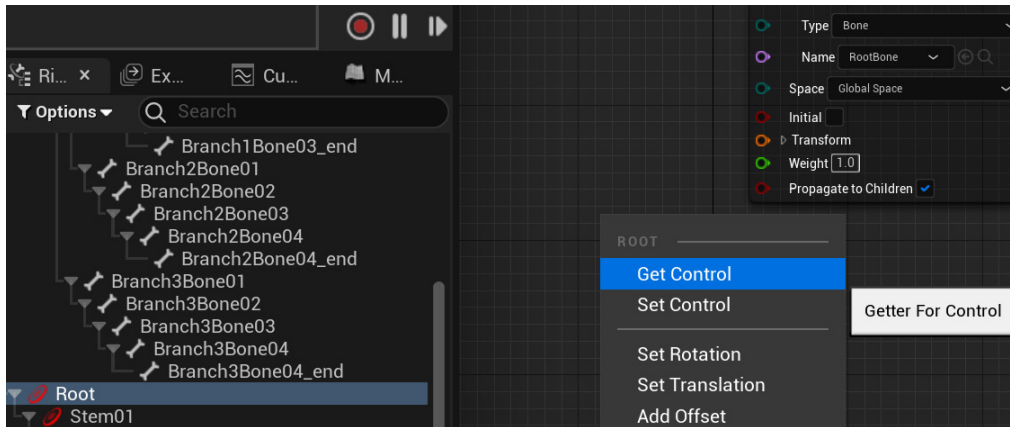 Ri...
Ex...
Cu...
M...
Options
Search
Branch1Bone03_end
Branch2Bone01
Branch2Bone02
Branch2Bone03
Branch2Bone04
Branch2Bone04_end
Branch3Bone01
Branch3Bone02
Branch3Bone03
Branch3Bone04
Branch3Bone04_end
Root
Stem01
Type Bone
Name RootBone
Space Global Space
Initial
Transform
Weight 1.0
Propagate to Children
ROOT
Get Control
Set Control
Getter For Control
Set Rotation
Set Translation
Add Offset